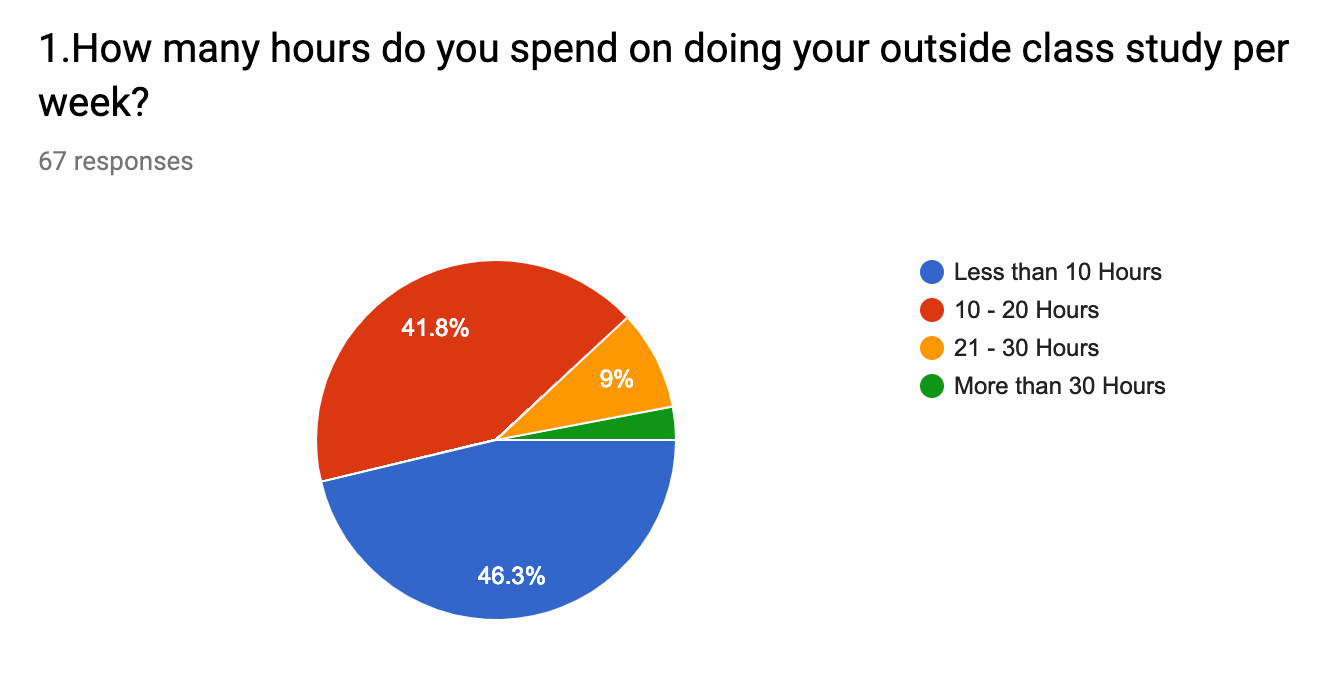 1.How many hours do you spend on doing your outside class study per
week?
67 responses
Less than 10 Hours
10 - 20 Hours
21 - 30 Hours
More than 30 Hours
41.8%
9%
46.3%